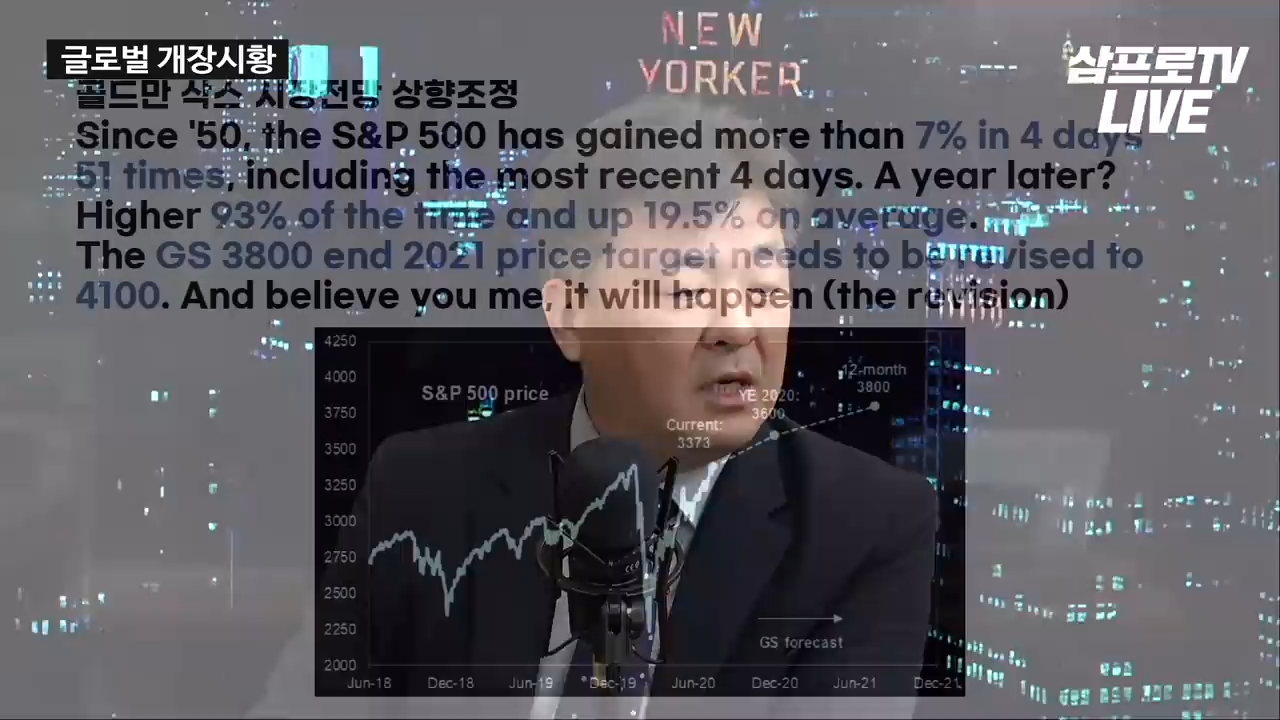 NEW
YORKER
글로벌 개장시황
삼프로TV
LIVE
골드만 삭스 시장전망 상향조정
Since '50, the S&P 500 has gained more than 7% in 4 days
51 times, including the most recent 4 days. A year later?
Higher 93% of the time and up 19.5% on average.
The GS 3800 end 2021 price target needs to be revised to
4100. And believe you me, it will happen (the revision)
4250
4000
3750
3500
3250
3000
2750
2500
2250
2000
S&P 500 price
12-month
3800
YE 2020:
3600
Current:
3373
GS forecast
Jun-18 Dec-18 Jun-19 Dec-19 Jun-20 Dec-20 Jun-21 Dec-21